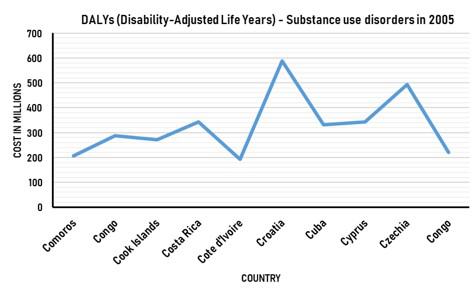 DALYs (Disability-Adjusted Life Years) - Substance use disorders in 2005
700
600
500
400
300
200
100
0
COST IN MILLIONS
Comoros
Congo
Cook Islands
Costa Rica
Cote d'Ivoire
Croatia
Cuba
Cyprus
Czechia
Congo
COUNTRY